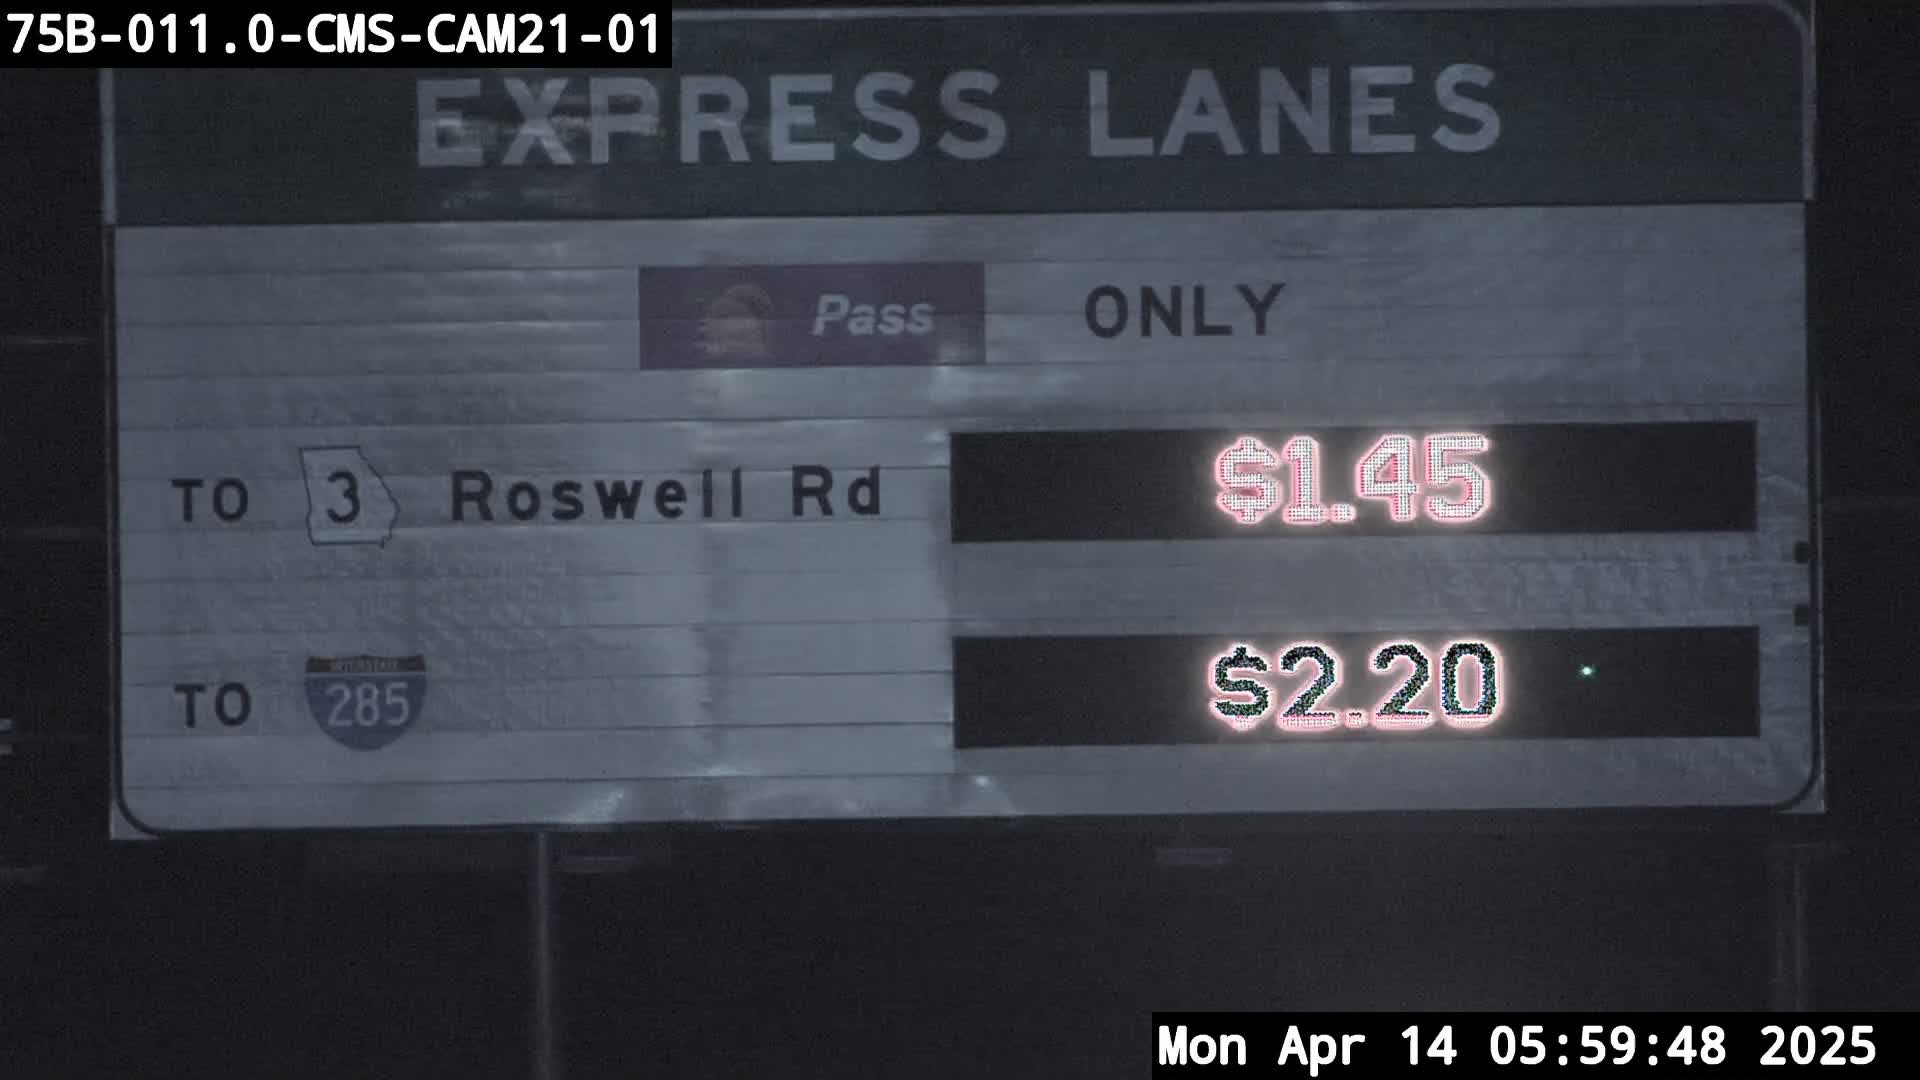 75B-011.0-CMS-CAM21-01
EXPRESS LANES
Pass ONLY
TO 3 Roswell Rd $1.45
INTERSTATE
TO 285 $2.20
Mon Apr 14 05:59:48 2025